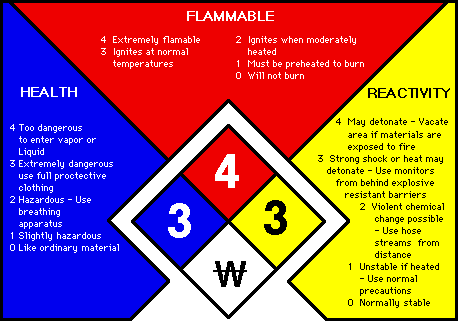 FLAMMABLE
4 Extremely flamable
3 Ignites at normal
temperatures
2 Ignites when moderately
heated
1 Must be preheated to burn
0 Will not burn
HEALTH
4 Too dangerous
to enter vapor or
Liquid
3 Extremely dangerous
use full proctective
clothing
2 Hazardous - Use
breathing
apparatus
1 Slightly hazardous
0 Like ordinary material
REACTIVITY
4 May detonate - Vacate
area if materials are
exposed to fire
3 Strong shock or heat may
detonate - Use monitors
from behind explosive
resistant barriers
2 Violent chemical
change possible
- Use hose
streams from
distance
1 Unstable if heated
- Use normal
precautions
0 Normally stable
4
3
3
W